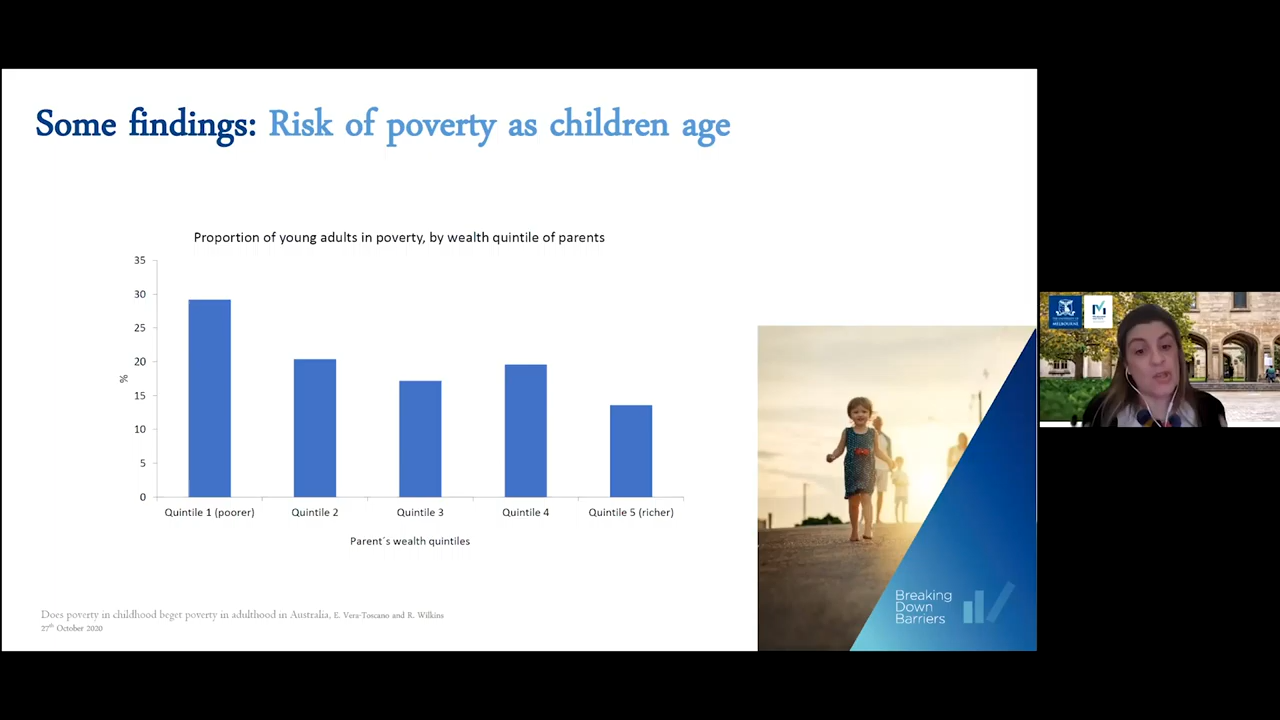 Some findings: Risk of poverty as children age
Proportion of young adults in poverty, by wealth quintile of parents
35
30
25
20
15
10
5
0
%
Quintile 1 (poorer)
Quintile 2
Quintile 3
Quintile 4
Quintile 5 (richer)
Parent´s wealth quintiles
Does poverty in childhood beget poverty in adulthood in Australia, E. Vera-Toscano and R. Wilkins
27th October 2020
Breaking
Down
Barriers
MELBOURNE